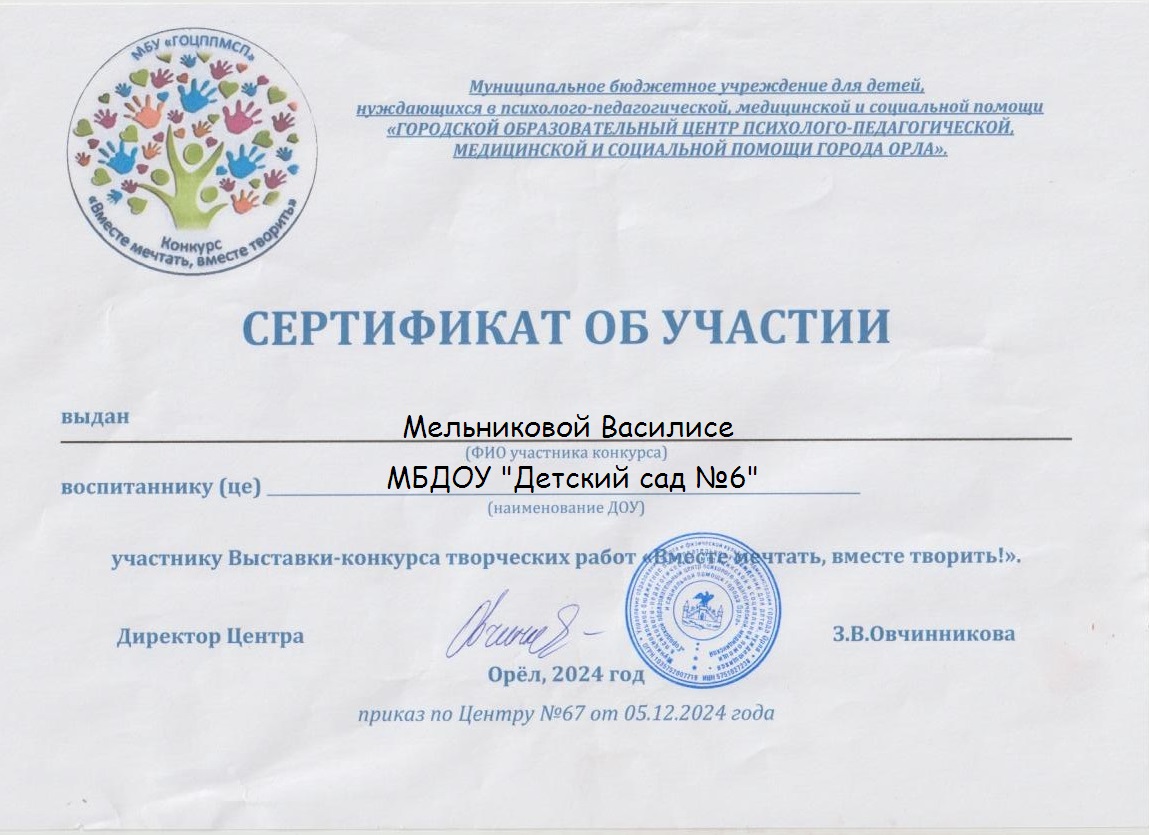 МБУ «ГОЦППМСП»
Конкурс
«Вместе мечтать, вместе творить»
Муниципальное бюджетное учреждение для детей,
нуждающихся в психолого-педагогической, медицинской и социальной помощи
«ГОРОДСКОЙ ОБРАЗОВАТЕЛЬНЫЙ ЦЕНТР ПСИХОЛОГО-ПЕДАГОГИЧЕСКОЙ,
МЕДИЦИНСКОЙ И СОЦИАЛЬНОЙ ПОМОЩИ ГОРОДА ОРЛА».
СЕРТИФИКАТ ОБ УЧАСТИИ
выдан
Мельниковой Василисе
(ФИО участника конкурса)
воспитаннику (це) МБДОУ "Детский сад №6"
(наименование ДОУ)
участнику Выставки-конкурса творческих работ «Вместе мечтать, вместе творить!».
Директор Центра З.В.Овчинникова
Орёл, 2024 год
приказ по Центру №67 от 05.12.2024 года